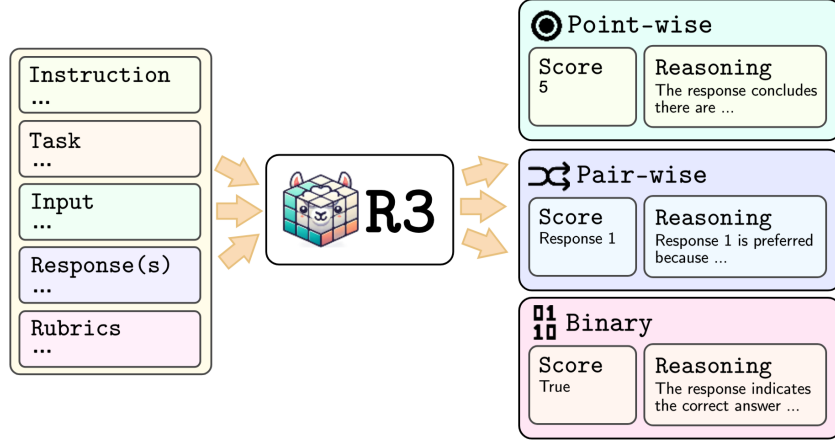 Instruction
...
Task
...
Input
...
Response(s)
...
Rubrics
...
R3
Point-wise
Score
5
Reasoning
The response concludes
there are ...
Pair-wise
Score
Response 1
Reasoning
Response 1 is preferred
because ...
01
10
Binary
Score
True
Reasoning
The response indicates
the correct answer ...